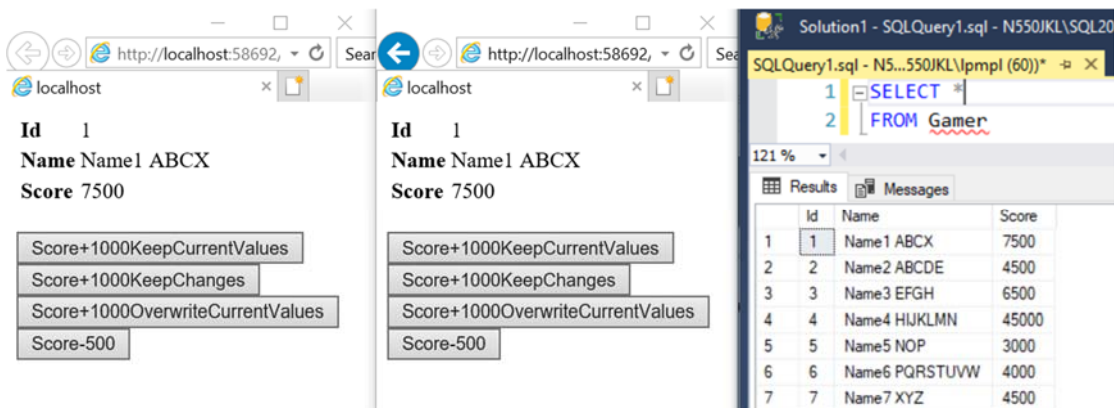 http://localhost:58692,
Sear
localhost
Id 1
Name Name1 ABCX
Score 7500
Score+1000KeepCurrentValues
Score+1000KeepChanges
Score+1000OverwriteCurrentValues
Score-500
http://localhost:58692,
Sea
localhost
Id 1
Name Name1 ABCX
Score 7500
Score+1000KeepCurrentValues
Score+1000KeepChanges
Score+1000OverwriteCurrentValues
Score-500
Solution1 - SQLQuery1.sql - N550JKL\SQL20
SQLQuery1.sql - N5...550JKL\lpmpl (60))*
1 SELECT *
2 FROM Gamer
121 %
Results Messages
Id Name Score
1 1 Name1 ABCX 7500
2 2 Name2 ABCDE 4500
3 3 Name3 EFGH 6500
4 4 Name4 HIJKLMN 45000
5 5 Name5 NOP 3000
6 6 Name6 PQRSTUVW 4000
7 7 Name7 XYZ 4500